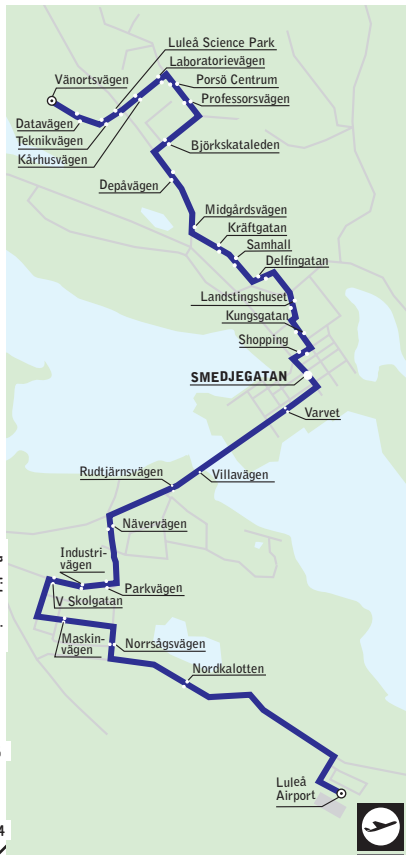 Luleå Science Park
Laboratorievägen
Vänortsvägen
Porsö Centrum
Professorsvägen
Datavägen
Teknikvägen
Kårhusvägen
Björkskataleden
Depåvägen
Midgårdsvägen
Kräftgatan
Samhall
Delfingatan
Landstingshuset
Kungsgatan
Shopping
SMEDJEGATAN
Varvet
Rudtjärnsvägen
Villavägen
Nävervägen
Industri-
vägen
Parkvägen
V Skolgatan
Maskin-
vägen
Norrsågsvägen
Nordkalotten
Luleå
Airport
4